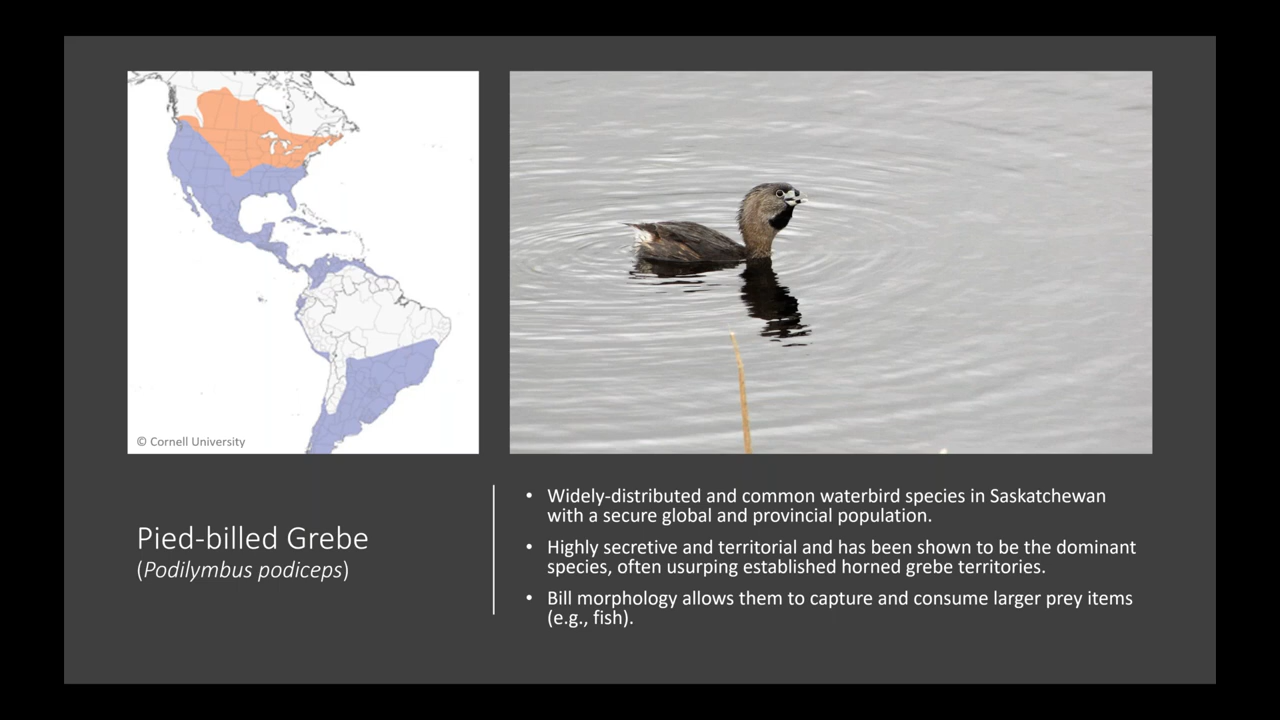 © Cornell University
Pied-billed Grebe
(Podilymbus podiceps)
• Widely-distributed and common waterbird species in Saskatchewan
with a secure global and provincial population.
• Highly secretive and territorial and has been shown to be the dominant
species, often usurping established horned grebe territories.
• Bill morphology allows them to capture and consume larger prey items
(e.g., fish).